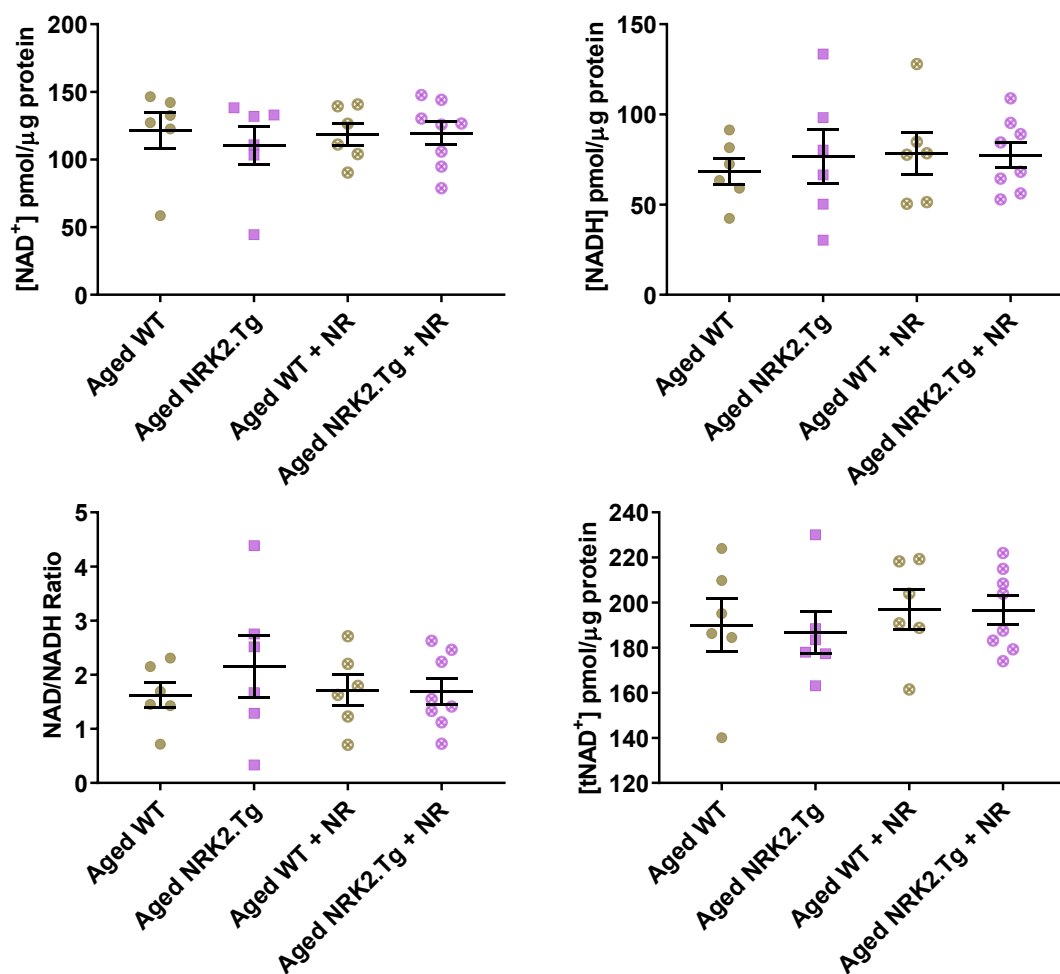 [NAD⁺] pmol/µg protein
200
150
100
50
0
Aged WT
Aged NRK2.Tg
Aged WT + NR
Aged NRK2.Tg + NR
[NADH] pmol/µg protein
150
100
50
0
Aged WT
Aged NRK2.Tg
Aged WT + NR
Aged NRK2.Tg + NR
NAD/NADH Ratio
5
4
3
2
1
0
Aged WT
Aged NRK2.Tg
Aged WT + NR
Aged NRK2.Tg + NR
[tNAD⁺] pmol/µg protein
240
220
200
180
160
140
120
Aged WT
Aged NRK2.Tg
Aged WT + NR
Aged NRK2.Tg + NR